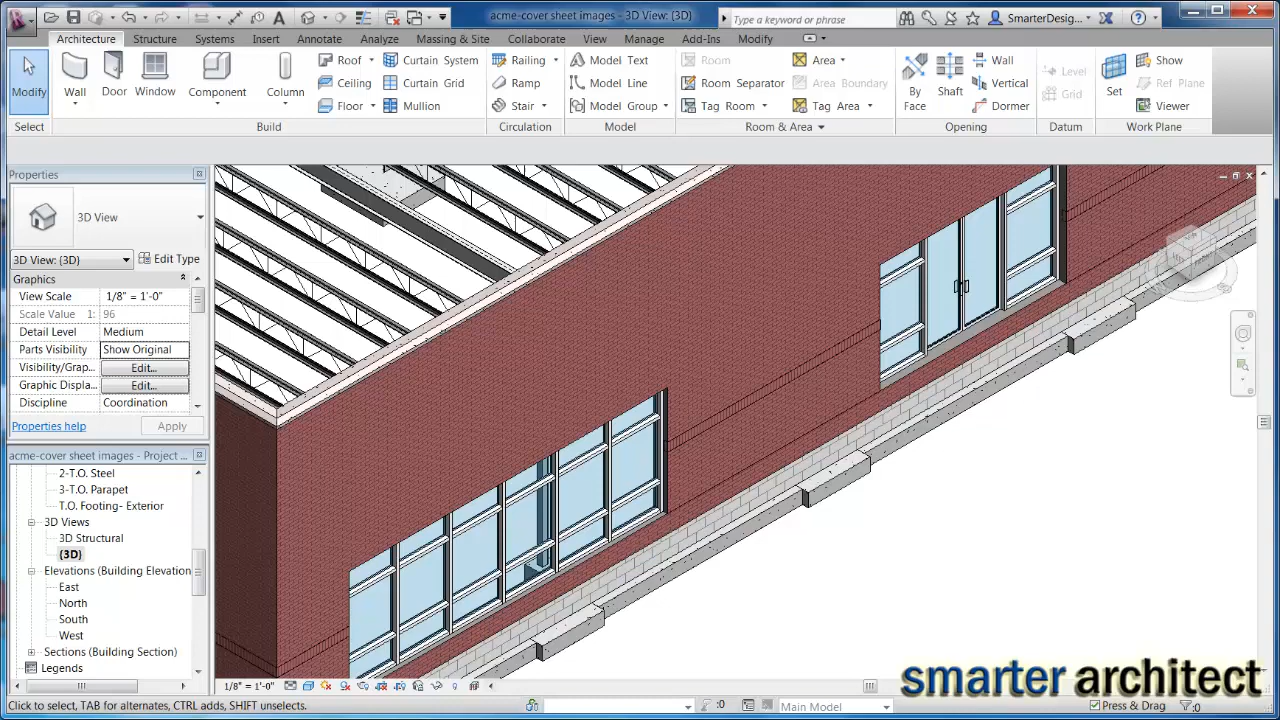 acme-cover sheet images - 3D View: {3D}
Type a keyword or phrase
SmarterDesig...
Architecture Structure Systems Insert Annotate Analyze Massing & Site Collaborate View Manage Add-Ins Modify
Modify
Wall
Door
Window
Component
Column
Roof
Ceiling
Floor
Curtain System
Curtain Grid
Mullion
Railing
Ramp
Stair
Model Text
Model Line
Model Group
Room
Room Separator
Tag Room
Area
Area Boundary
Tag Area
By
Face
Shaft
Wall
Vertical
Dormer
Level
Grid
Set
Show
Ref Plane
Viewer
Select Build Circulation Model Room & Area Opening Datum Work Plane
Properties
3D View
3D View: {3D} Edit Type
Graphics
View Scale 1/8" = 1'-0"
Scale Value 1: 96
Detail Level Medium
Parts Visibility Show Original
Visibility/Grap... Edit...
Graphic Displa... Edit...
Discipline Coordination
Properties help Apply
acme-cover sheet images - Project ...
2-T.O. Steel
3-T.O. Parapet
T.O. Footing- Exterior
3D Views
3D Structural
{3D}
Elevations (Building Elevation
East
North
South
West
Sections (Building Section)
Legends
1/8" = 1'-0"
smarter architect
Click to select, TAB for alternates, CTRL adds, SHIFT unselects.
:0
Main Model
Press & Drag
:0